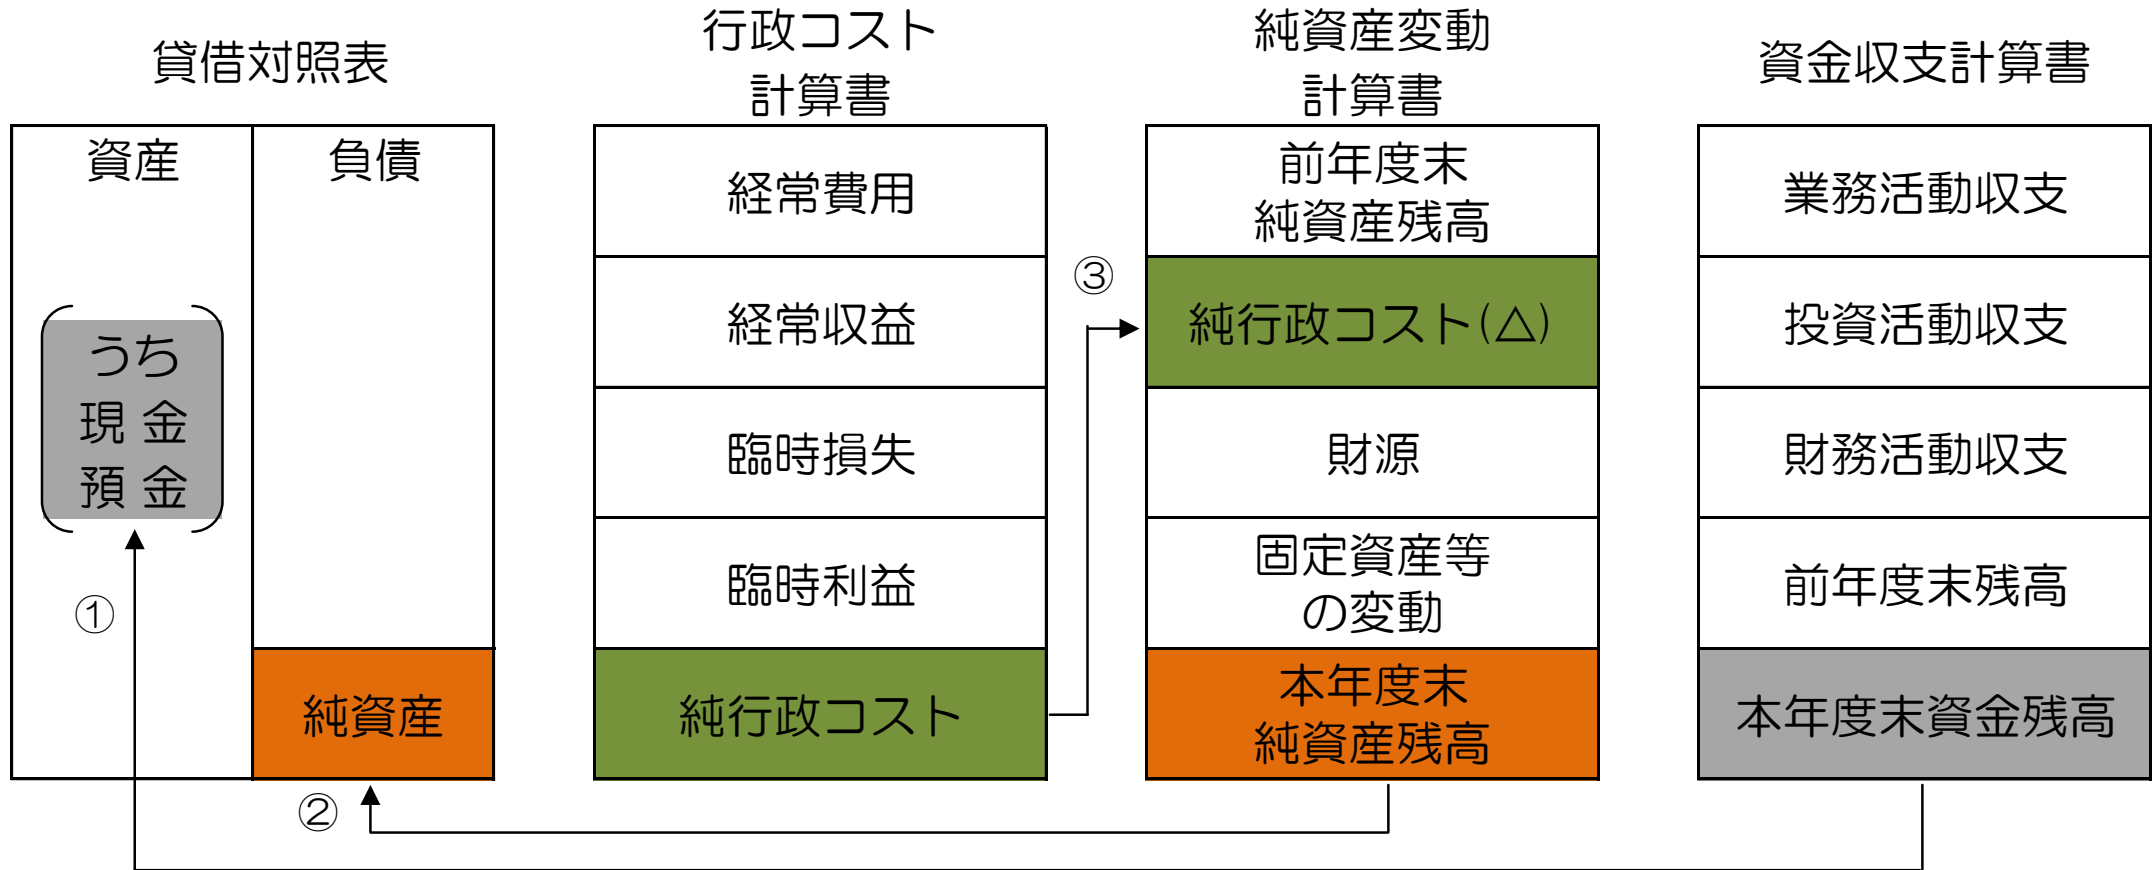 貸借対照表
資産
負債
うち
現金
預金
①
純資産
②
行政コスト
計算書
経常費用
経常収益
臨時損失
臨時利益
純行政コスト
③
純資産変動
計算書
前年度末
純資産残高
純行政コスト(△)
財源
固定資産等
の変動
本年度末
純資産残高
資金収支計算書
業務活動収支
投資活動収支
財務活動収支
前年度末残高
本年度末資金残高